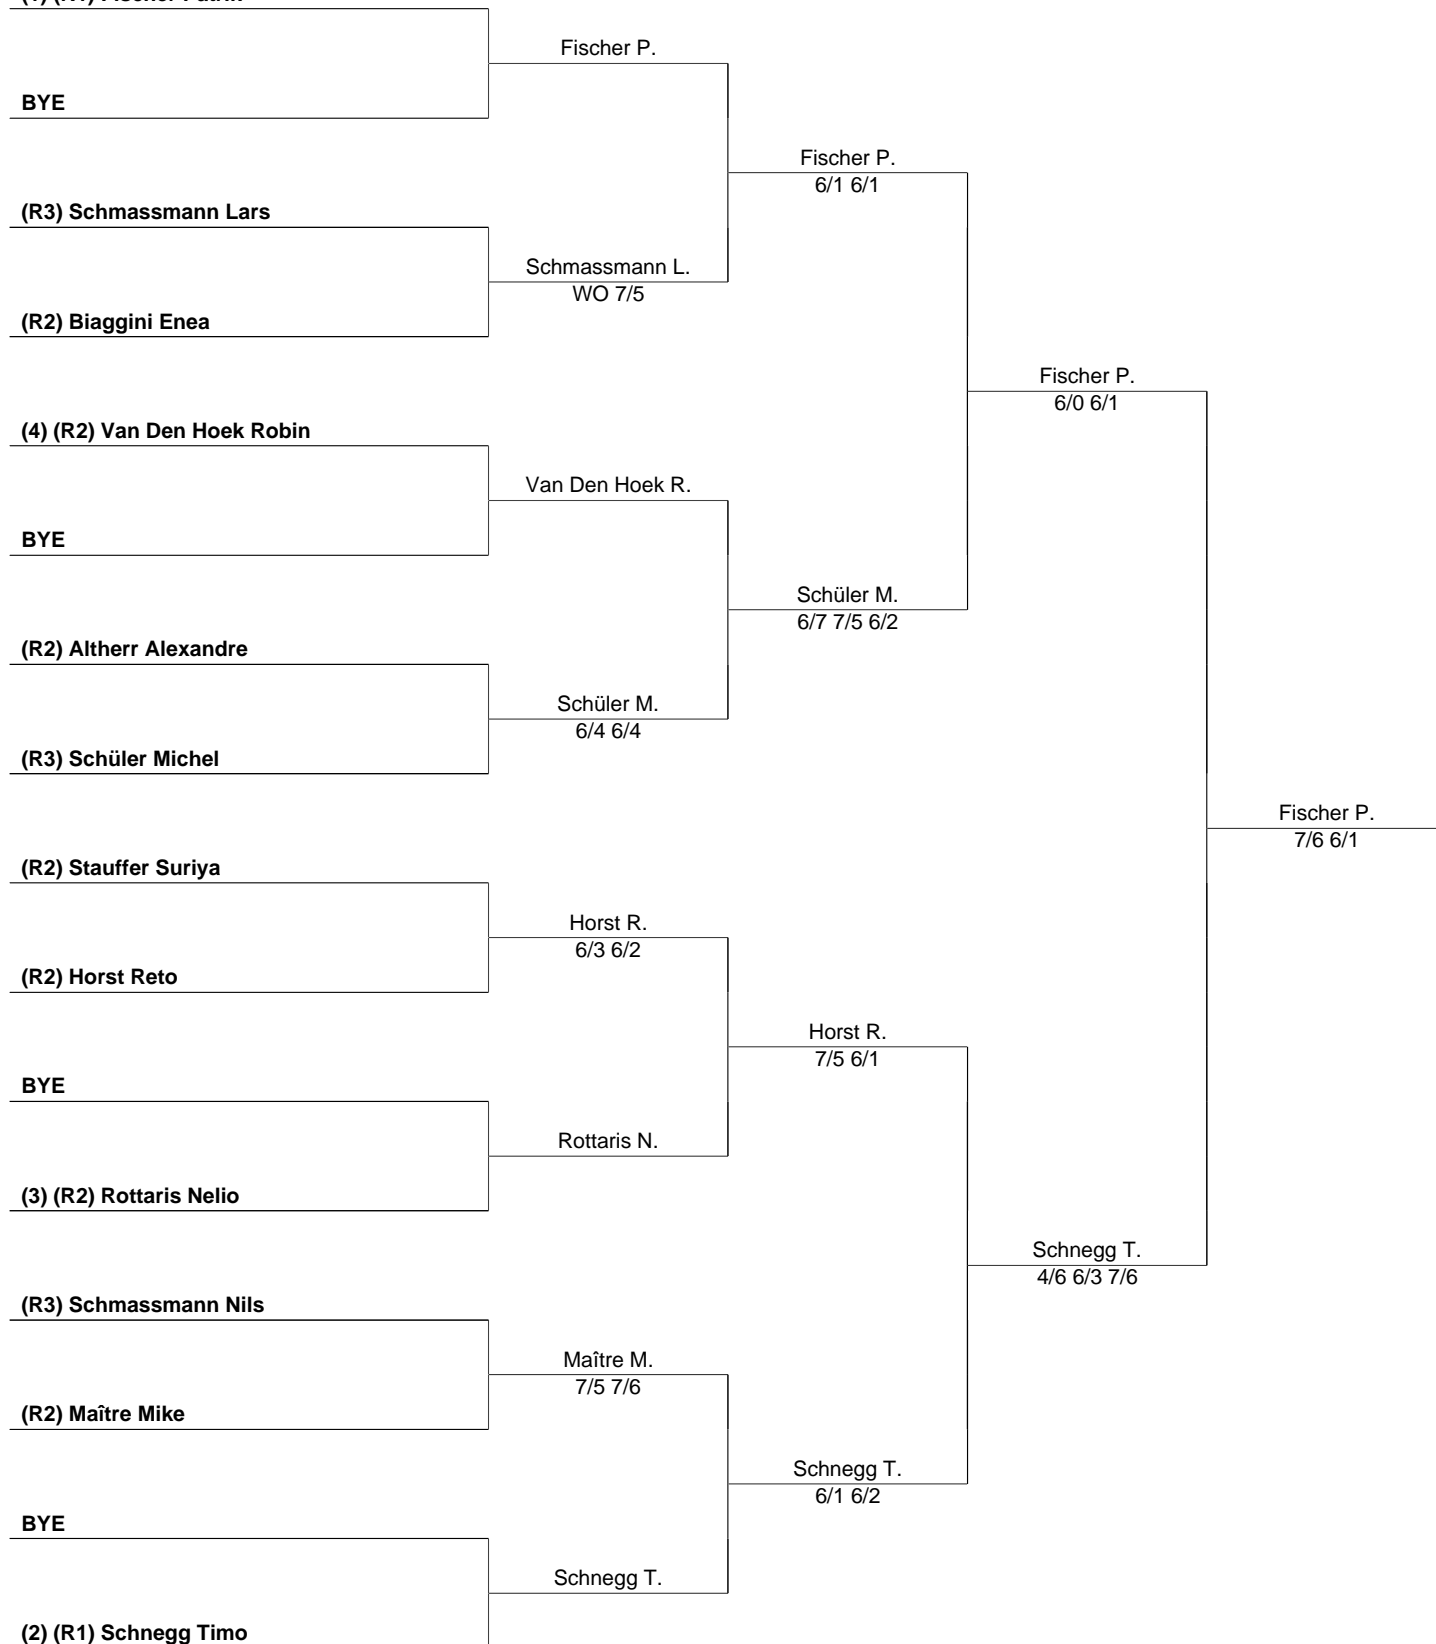 Fischer P.
BYE
Fischer P.
6/1 6/1
(R3) Schmassmann Lars
Schmassmann L.
WO 7/5
(R2) Biaggini Enea
Fischer P.
6/0 6/1
(4) (R2) Van Den Hoek Robin
Van Den Hoek R.
BYE
Schüler M.
6/7 7/5 6/2
(R2) Altherr Alexandre
Schüler M.
6/4 6/4
(R3) Schüler Michel
Fischer P.
7/6 6/1
(R2) Stauffer Suriya
Horst R.
6/3 6/2
(R2) Horst Reto
Horst R.
7/5 6/1
BYE
Rottaris N.
(3) (R2) Rottaris Nelio
Schnegg T.
4/6 6/3 7/6
(R3) Schmassmann Nils
Maître M.
7/5 7/6
(R2) Maître Mike
Schnegg T.
6/1 6/2
BYE
Schnegg T.
(2) (R1) Schnegg Timo